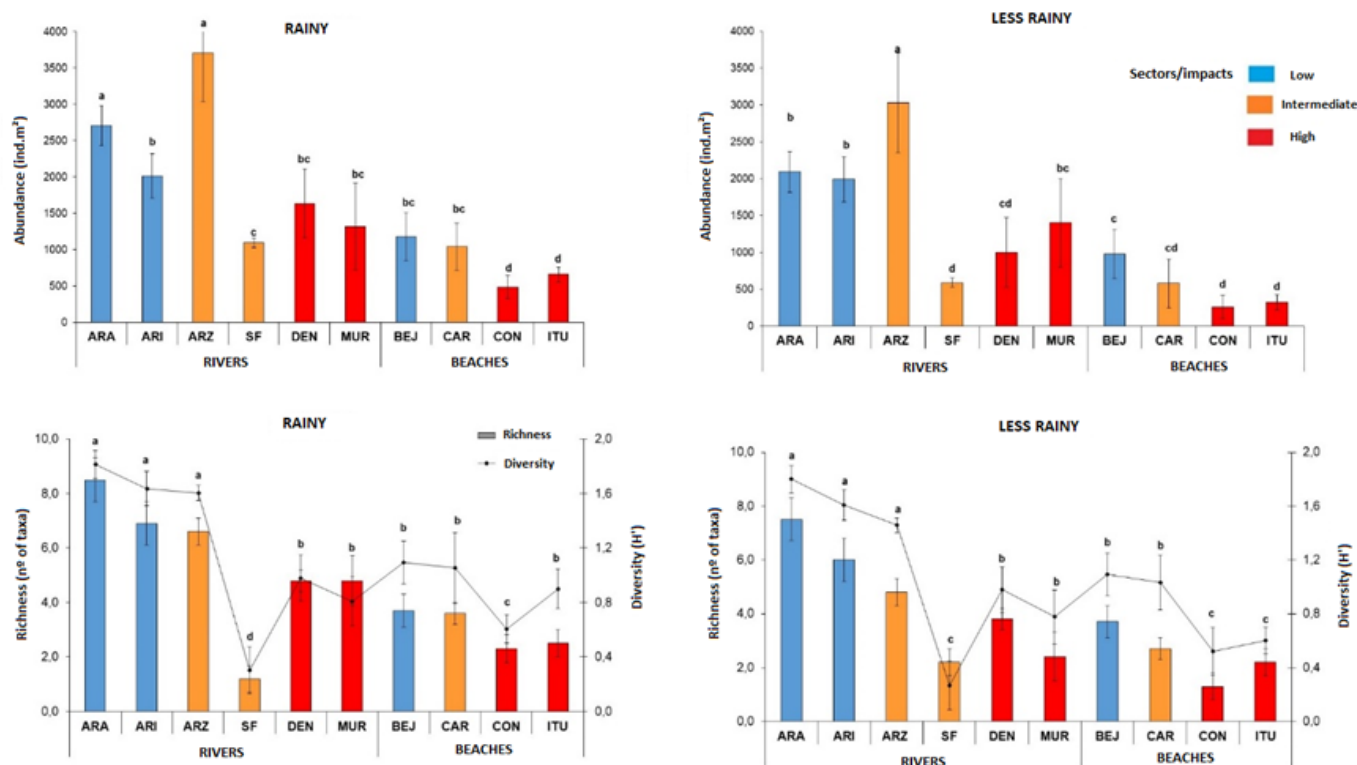 RAINY
a
a
b
c
bc
bc
bc
bc
d
d
4000
3500
3000
2500
2000
1500
1000
500
0
Abundance (ind.m²)
ARA ARI ARZ SF DEN MUR BEJ CAR CON ITU
RIVERS BEACHES
LESS RAINY
a
b
b
d
cd
bc
c
cd
d
d
4000
3500
3000
2500
2000
1500
1000
500
0
Abundance (ind.m²)
ARA ARI ARZ SF DEN MUR BEJ CAR CON ITU
RIVERS BEACHES
Sectors/impacts
Low
Intermediate
High
RAINY
Richness
Diversity
a a a d b b b b c b
10,0
8,0
6,0
4,0
2,0
0,0
Richness (nº of taxa)
2,0
1,6
1,2
0,8
0,4
0,0
Diversity (H')
ARA ARI ARZ SF DEN MUR BEJ CAR CON ITU
RIVERS BEACHES
LESS RAINY
a a a c b b b b c c
10,0
8,0
6,0
4,0
2,0
0,0
Richness (nº of taxa)
2,0
1,6
1,2
0,8
0,4
0,0
Diversity (H')
ARA ARI ARZ SF DEN MUR BEJ CAR CON ITU
RIVERS BEACHES